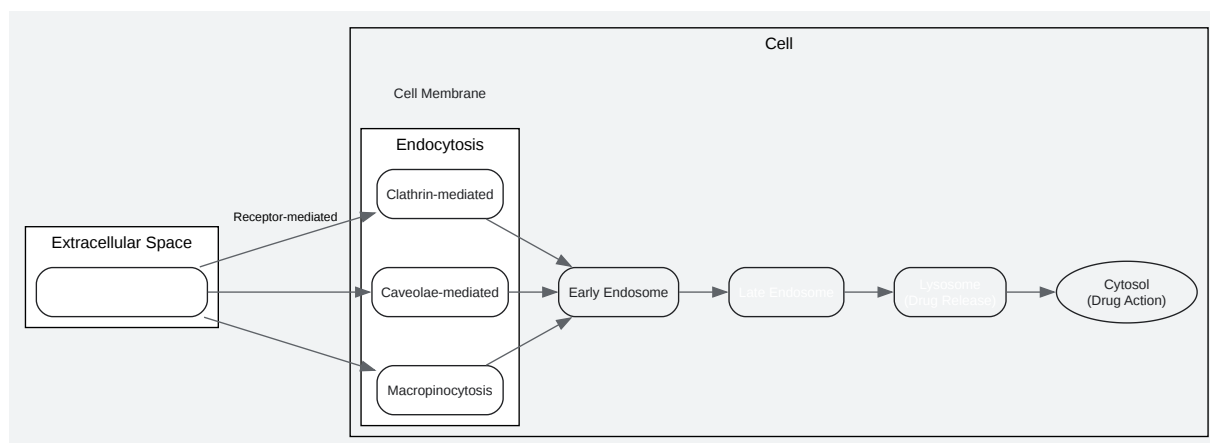 Cell
Cell Membrane
Endocytosis
Clathrin-mediated
Receptor-mediated
Extracellular Space
Caveolae-mediated
Early Endosome
Late Endosome
Lysosome
(Drug Release)
Cytosol
(Drug Action)
Macropinocytosis